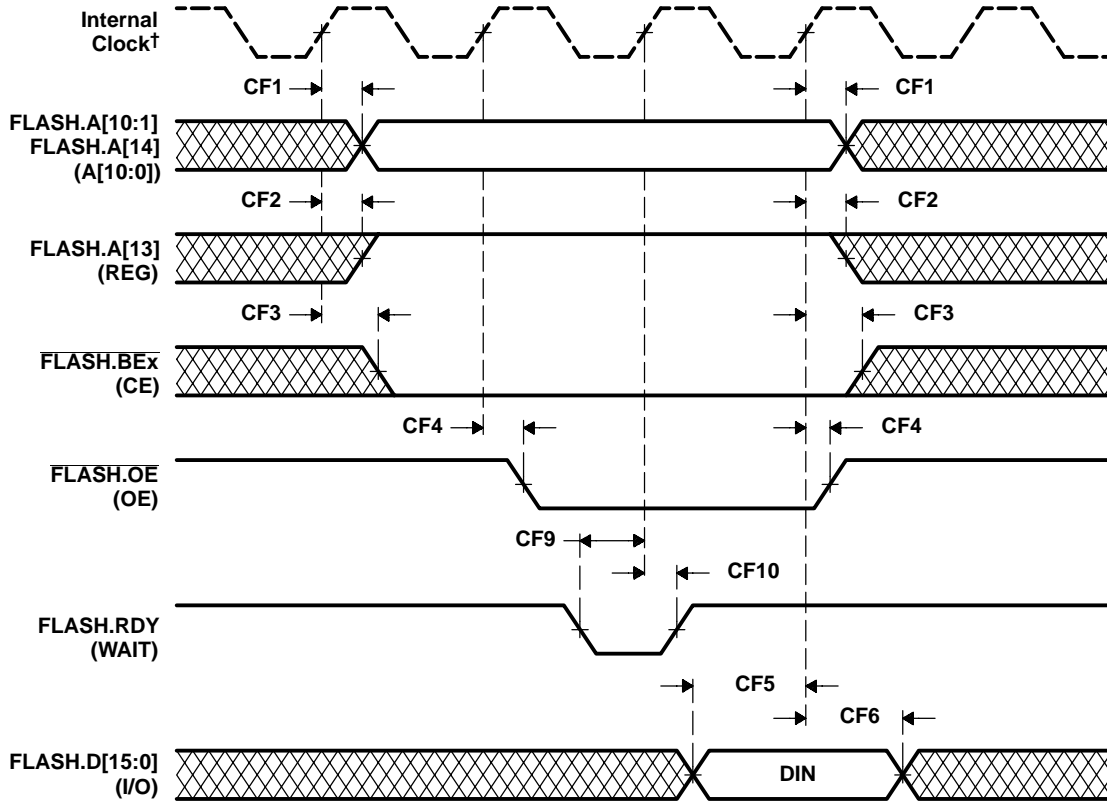 Internal
Clock†
CF1
CF1
FLASH.A[10:1]
FLASH.A[14]
(A[10:0])
CF2
CF2
FLASH.A[13]
(REG)
CF3
CF3
FLASH.BEx
(CE)
CF4
CF4
FLASH.OE
(OE)
CF9
CF10
FLASH.RDY
(WAIT)
CF5
CF6
FLASH.D[15:0]
(I/O)
DIN